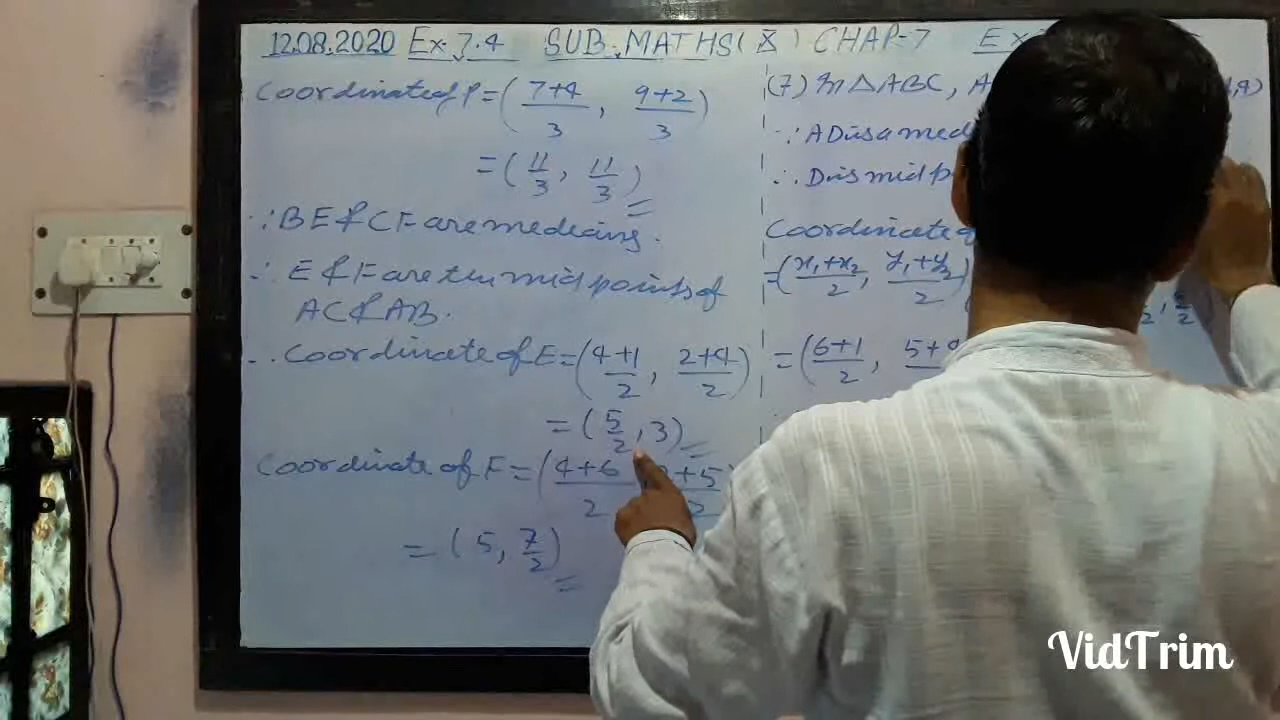 12.08.2020 Ex.7.4 SUB. MATHS(X) CHAP-7 Ex
Coordinate of P = (7+4/3, 9+2/3)
= (11/3, 11/3)
∵ BE & CF are medians.
∴ E & F are the mid points of
AC & AB.
∴ Coordinate of E = (4+1/2, 2+4/2)
= (5/2, 3)
Coordinate of F = (4+6/2, +5/2)
= (5, 7/2)
(7) In △ABC, A
∵ AD is a med
∴ D is mid p
Coordinate of
= (x₁+x₂/2, y₁+y₂/2)
= (6+1/2, 5+
VidTrim